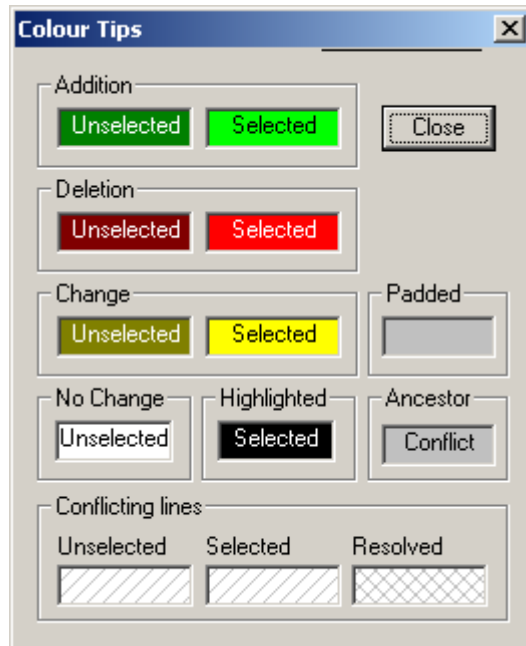 Colour Tips
Addition
Unselected Selected Close
Deletion
Unselected Selected
Change Padded
Unselected Selected
No Change Highlighted Ancestor
Unselected Selected Conflict
Conflicting lines
Unselected Selected Resolved